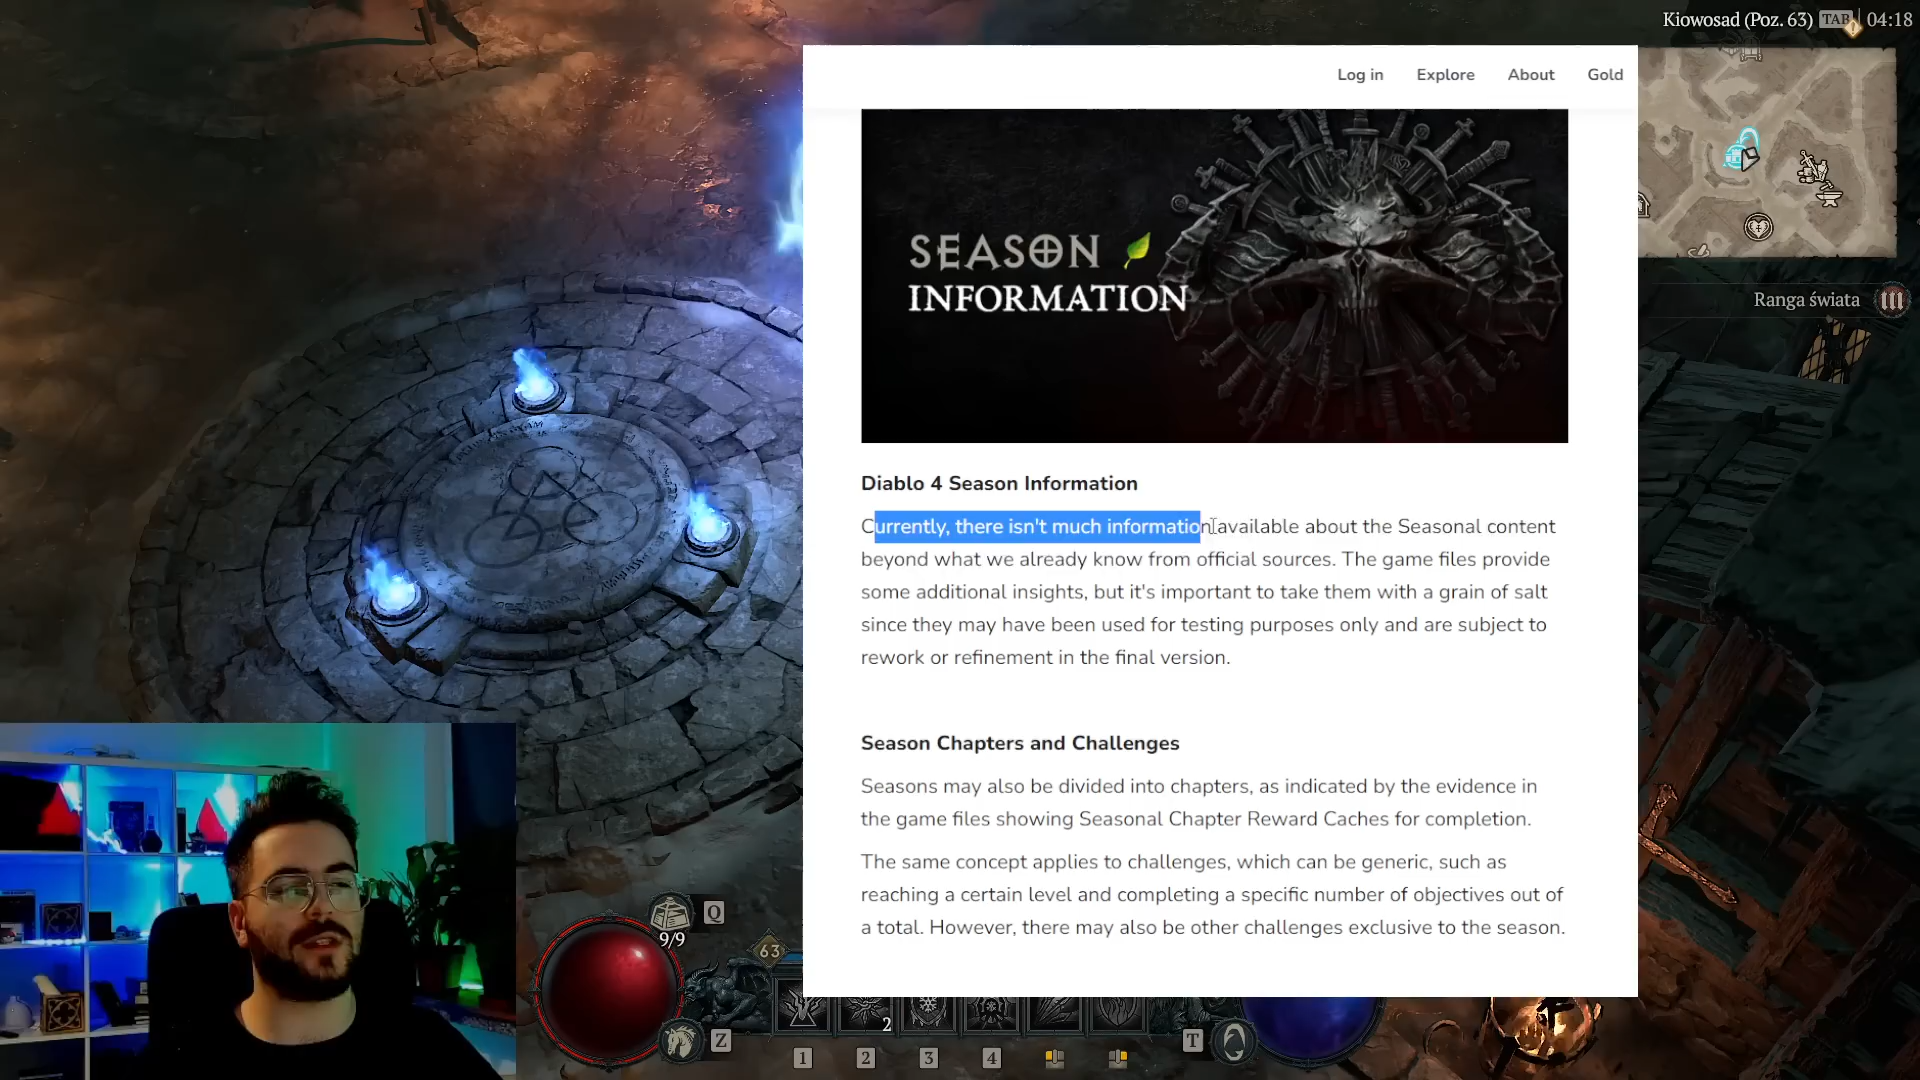 Kiowosad (Poz. 63) TAB 04:18
Log in Explore About Gold
SEASON
INFORMATION
Ranga świata III
Diablo 4 Season Information
Currently, there isn't much information available about the Seasonal content
beyond what we already know from official sources. The game files provide
some additional insights, but it's important to take them with a grain of salt
since they may have been used for testing purposes only and are subject to
rework or refinement in the final version.
Season Chapters and Challenges
Seasons may also be divided into chapters, as indicated by the evidence in
the game files showing Seasonal Chapter Reward Caches for completion.
The same concept applies to challenges, which can be generic, such as
reaching a certain level and completing a specific number of objectives out of
a total. However, there may also be other challenges exclusive to the season.
Q
9/9
63
2
Z
T
1 2 3 4